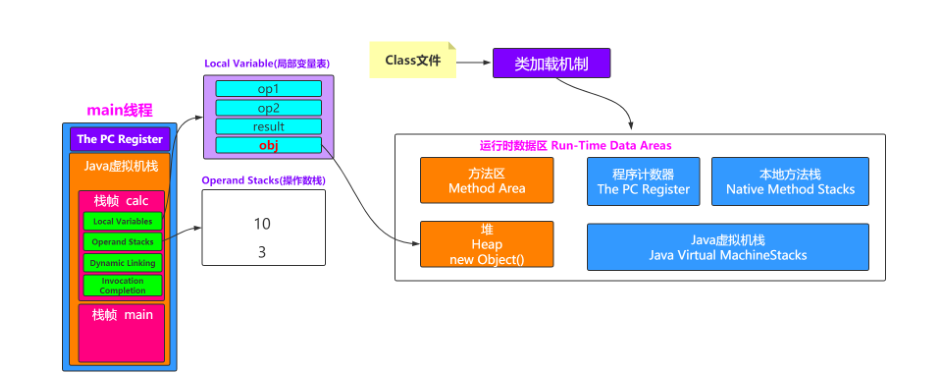 Class文件
类加载机制
Local Variable(局部变量表)
op1
op2
result
obj
main线程
The PC Register
Java虚拟机栈
栈帧 calc
Local Variables
Operand Stacks
Dynamic Linking
Invocation
Completion
栈帧 main
Operand Stacks(操作数栈)
10
3
运行时数据区 Run-Time Data Areas
方法区
Method Area
程序计数器
The PC Register
本地方法栈
Native Method Stacks
堆
Heap
new Object()
Java虚拟机栈
Java Virtual MachineStacks